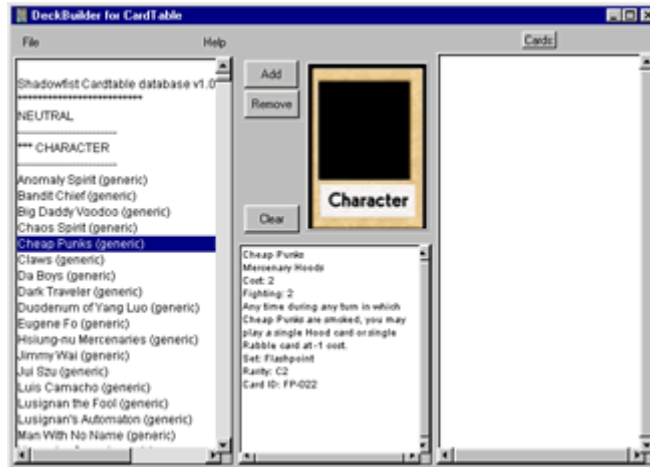 DeckBuilder for CardTable
File Help Cards
Shadowfist Cardtable database v1.0
****************************
NEUTRAL
-------------------------
*** CHARACTER
-------------------------
Anomaly Spirit (generic)
Bandit Chief (generic)
Big Daddy Voodoo (generic)
Chaos Spirit (generic)
Cheap Punks (generic)
Claws (generic)
Da Boys (generic)
Dark Traveler (generic)
Duodenum of Yang Luo (generic)
Eugene Fo (generic)
Hsiung-nu Mercenaries (generic)
Jimmy Wai (generic)
Jui Szu (generic)
Luis Camacho (generic)
Lusignan the Fool (generic)
Lusignan's Automaton (generic)
Man With No Name (generic)
Add
Remove
Clear
Character
Cheap Punks
Mercenary Hoods
Cost: 2
Fighting: 2
Any time during any turn in which
Cheap Punks are smoked, you may
play a single Hood card or single
Rabble card at -1 cost.
Set: Flashpoint
Rarity: C2
Card ID: FP-022